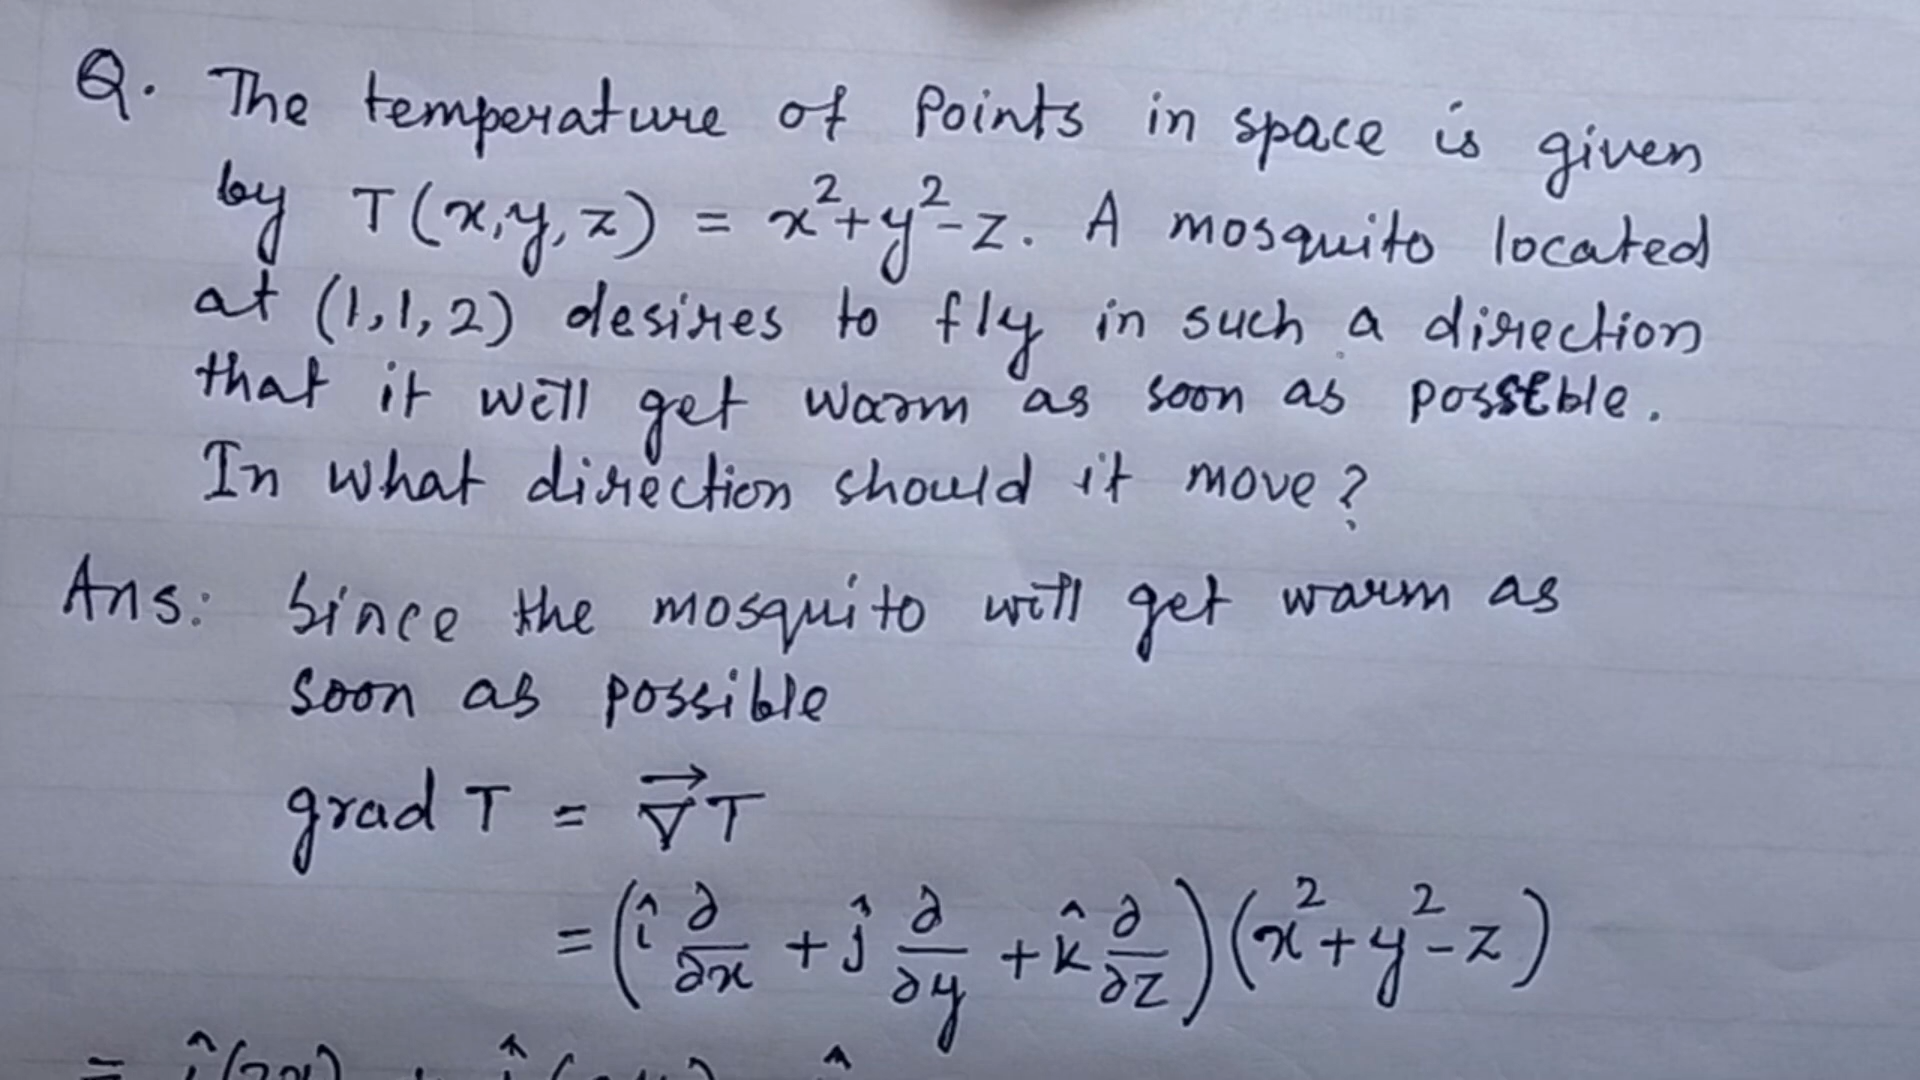 Q. The temperature of Points in space is given
by T(x,y,z) = x²+y²-z. A mosquito located
at (1,1,2) desires to fly in such a direction
that it will get warm as soon as possible.
In what direction should it move?
Ans: Since the mosquito will get warm as
soon as possible
grad T = ∇⃗T
= (î ∂/∂x + ĵ ∂/∂y + k̂ ∂/∂z)(x²+y²-z)
= î(2x) +